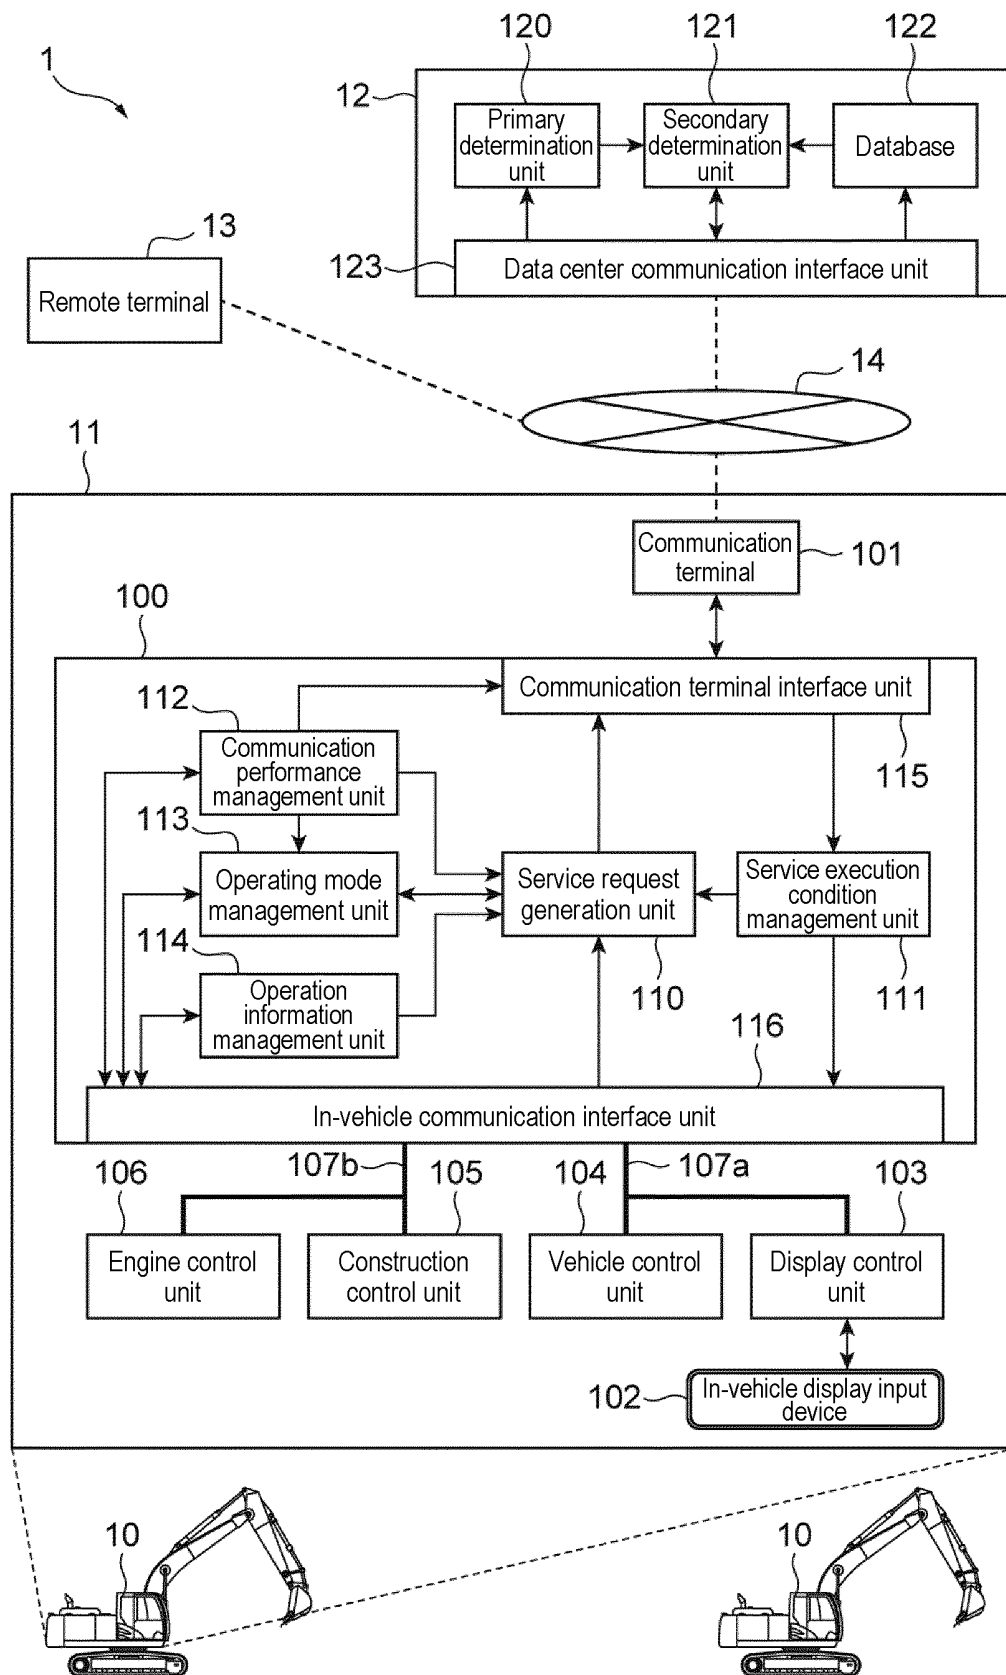 120
121
122
1
12
Primary
determination
unit
Secondary
determination
unit
Database
13
123
Data center communication interface unit
Remote terminal
14
11
Communication
terminal
101
100
Communication terminal interface unit
112
Communication
performance
management unit
115
113
Operating mode
management unit
Service request
generation unit
Service execution
condition
management unit
114
110
111
Operation
information
management unit
116
In-vehicle communication interface unit
106
107b
105
104
107a
103
Engine control
unit
Construction
control unit
Vehicle control
unit
Display control
unit
102
In-vehicle display input
device
10
10